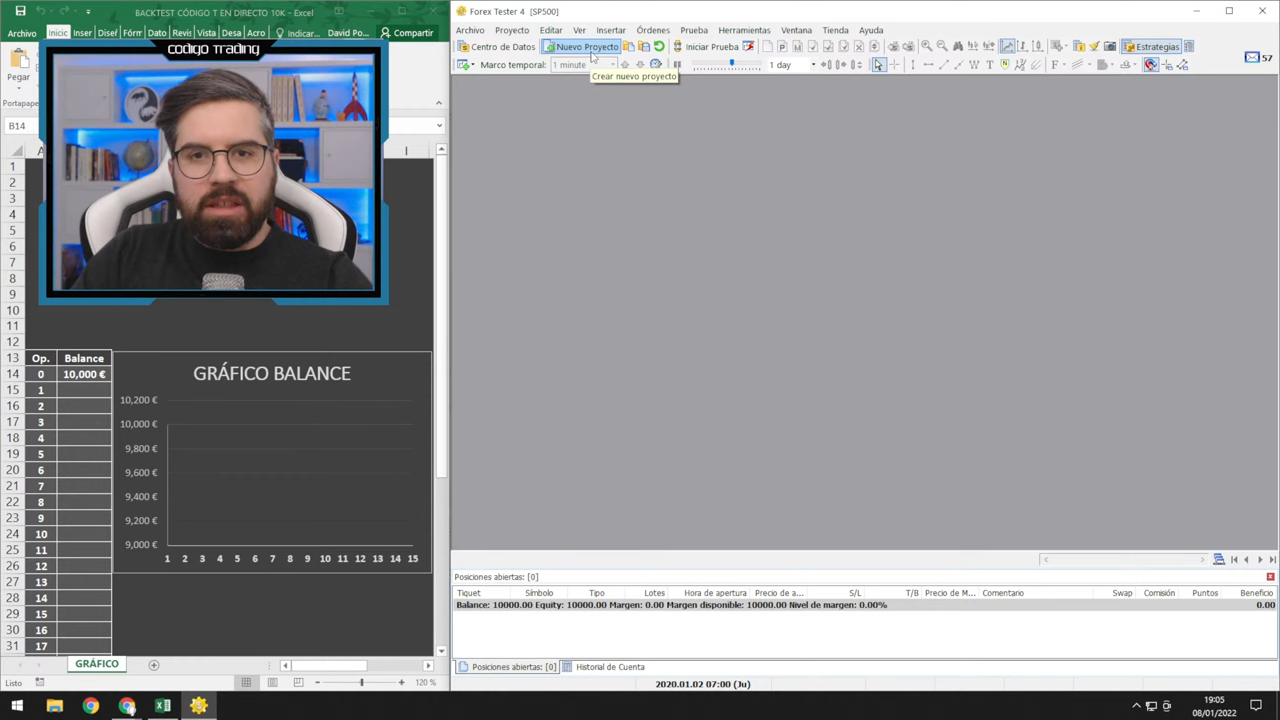 BACKTEST CÓDIGO T EN DIRECTO 10K - Excel
Archivo Inicio Inser Diseñ Fórm Dato Revis Vista Desa Acro Indicar... David Po... Compartir
CÓDIGO TRADING
Pegar
Portapape
B14
A I
1
2
3
4
5
6
7
8
9
10
11
12
13 Op. Balance
14 0 10,000 €
15 1
16 2
17 3
18 4
19 5
20 6
21 7
22 8
23 9
24 10
25 11
26 12
27 13
28 14
29 15
30 16
31 17
GRÁFICO BALANCE
10,200 €
10,000 €
9,800 €
9,600 €
9,400 €
9,200 €
9,000 €
1 2 3 4 5 6 7 8 9 10 11 12 13 14 15
GRÁFICO
Listo 120 %
Forex Tester 4 [SP500]
Archivo Proyecto Editar Ver Insertar Órdenes Prueba Herramientas Ventana Tienda Ayuda
Centro de Datos Nuevo Proyecto Iniciar Prueba Estrategias
Marco temporal: 1 minute 1 day 57
Crear nuevo proyecto
Posiciones abiertas: [0]
Tiquet Símbolo Tipo Lotes Hora de apertura Precio de a... S/L T/B Precio de M... Comentario Swap Comisión Puntos Beneficio
Balance: 10000.00 Equity: 10000.00 Margen: 0.00 Margen disponible: 10000.00 Nivel de margen: 0.00% 0.00
Posiciones abiertas: [0] Historial de Cuenta
2020.01.02 07:00 (Ju)
19:05
08/01/2022